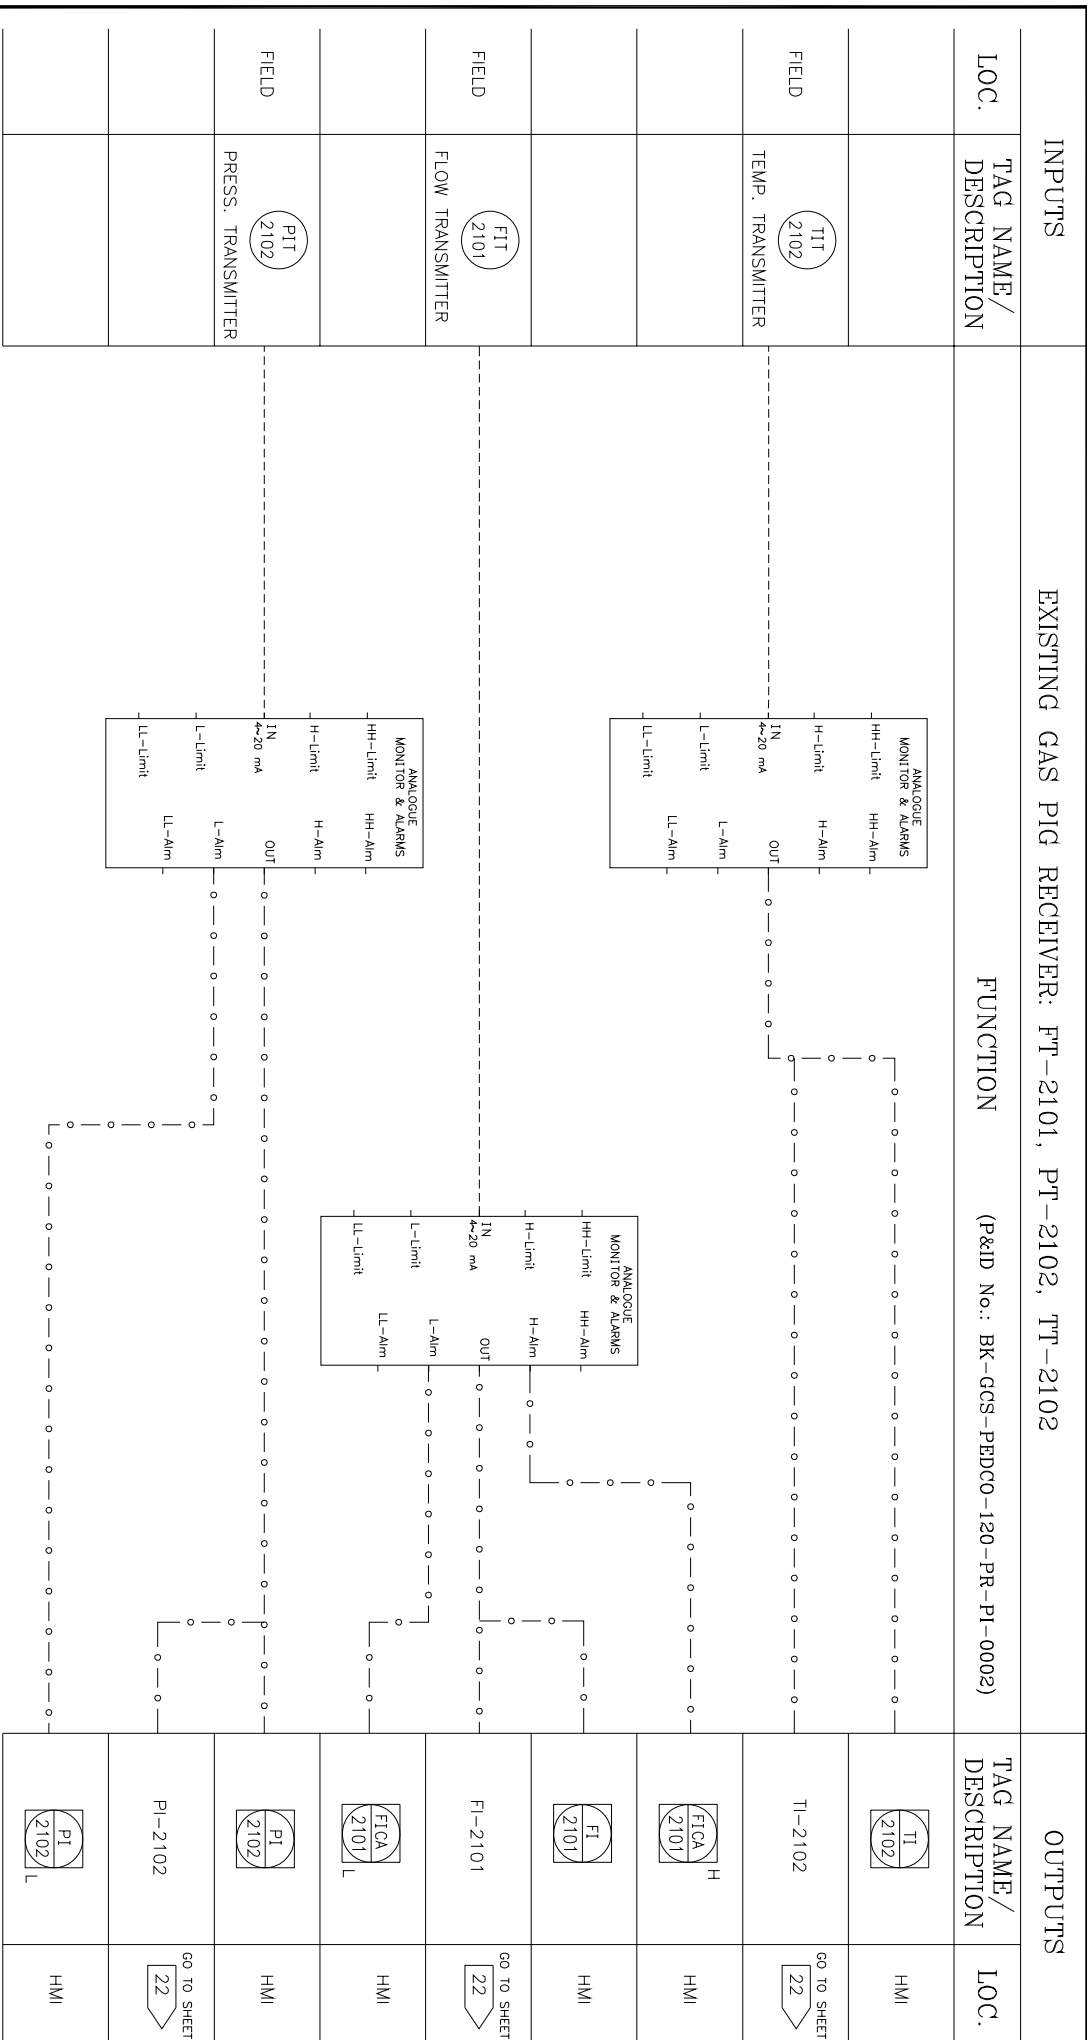 INPUTS
EXISTING GAS PIG RECEIVER: FT-2101, PT-2102, TT-2102
OUTPUTS
LOC.
TAG NAME/
DESCRIPTION
FUNCTION
(P&ID No.: BK-GCS-PEDCO-120-PR-PI-0002)
TAG NAME/
DESCRIPTION
LOC.
TI
2102
HMI
FIELD
TIT
2102
TEMP. TRANSMITTER
ANALOGUE
MONITOR & ALARMS
HH-Limit
HH-Alm
H-Limit
H-Alm
IN
4~20 mA
OUT
L-Limit
L-Alm
LL-Limit
LL-Alm
TI-2102
GO TO SHEET
22
FICA
2101
H
HMI
FI
2101
HMI
FIELD
FIT
2101
FLOW TRANSMITTER
ANALOGUE
MONITOR & ALARMS
HH-Limit
HH-Alm
H-Limit
H-Alm
IN
4~20 mA
OUT
L-Limit
L-Alm
LL-Limit
LL-Alm
FI-2101
GO TO SHEET
22
FICA
2101
L
HMI
FIELD
PIT
2102
PRESS. TRANSMITTER
ANALOGUE
MONITOR & ALARMS
HH-Limit
HH-Alm
H-Limit
H-Alm
IN
4~20 mA
OUT
L-Limit
L-Alm
LL-Limit
LL-Alm
PI
2102
HMI
PI-2102
GO TO SHEET
22
PI
2102
L
HMI